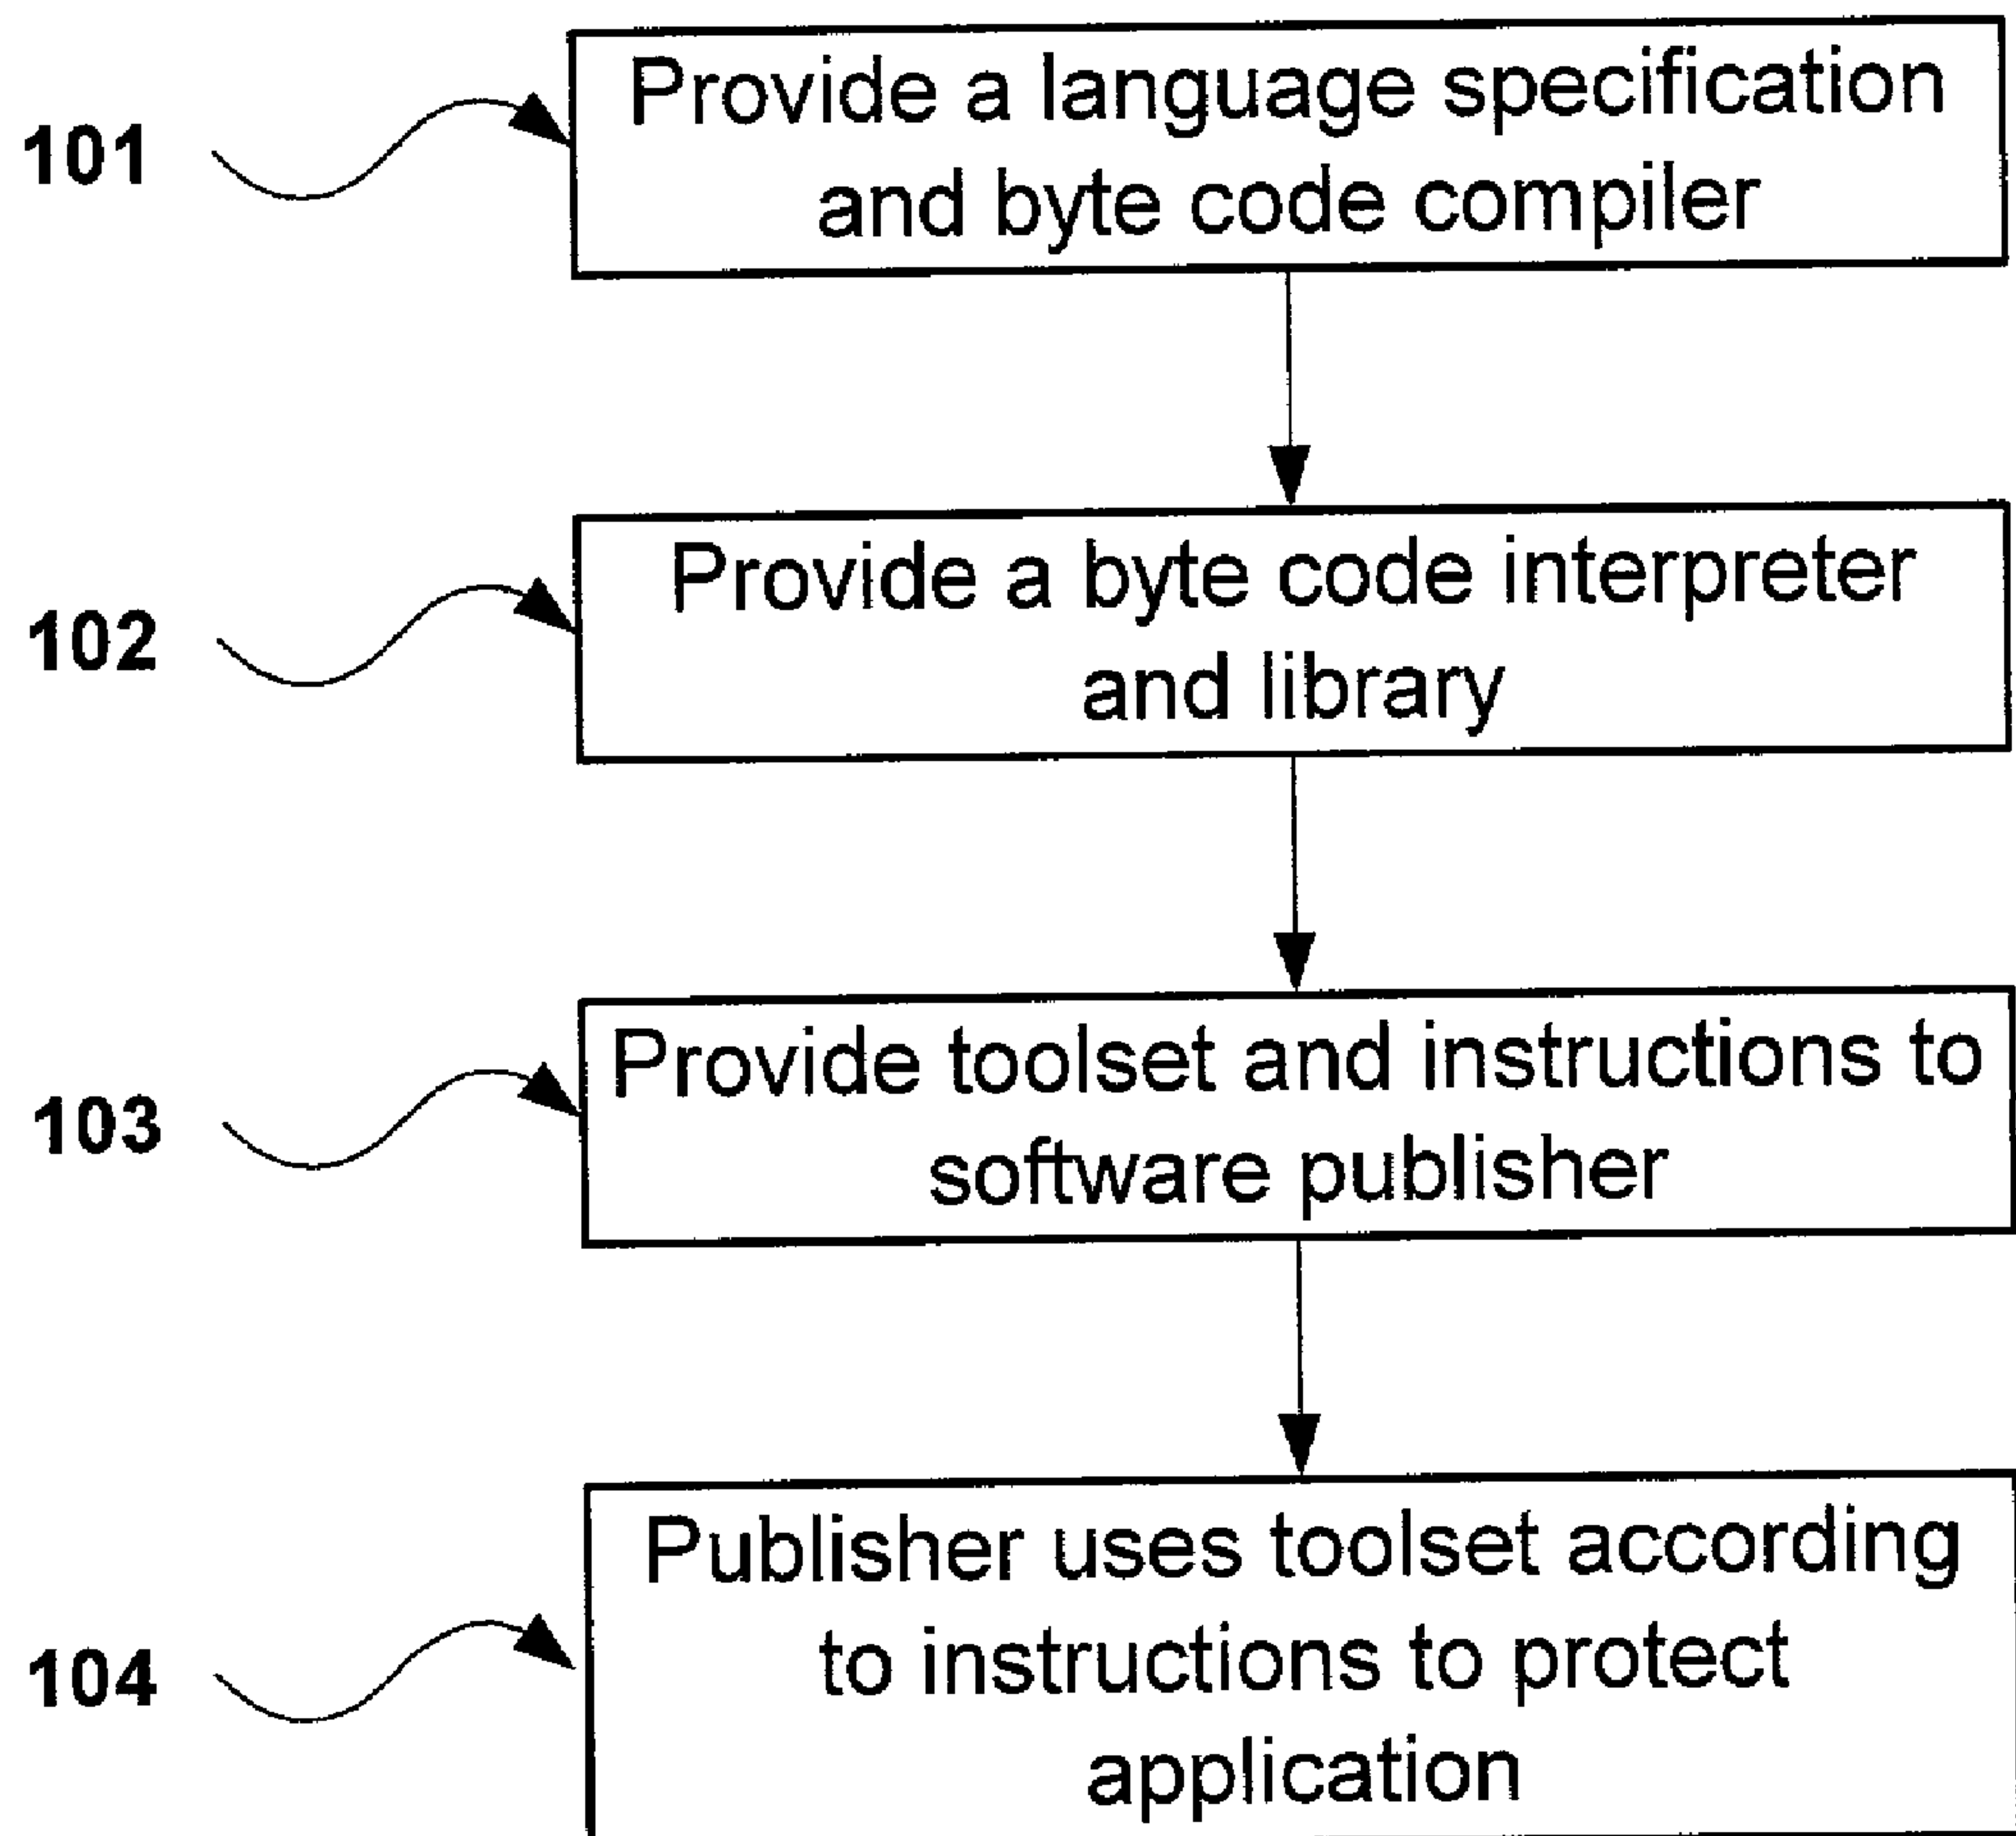 101
Provide a language specification
and byte code compiler
102
Provide a byte code interpreter
and library
103
Provide toolset and instructions to
software publisher
104
Publisher uses toolset according
to instructions to protect
application